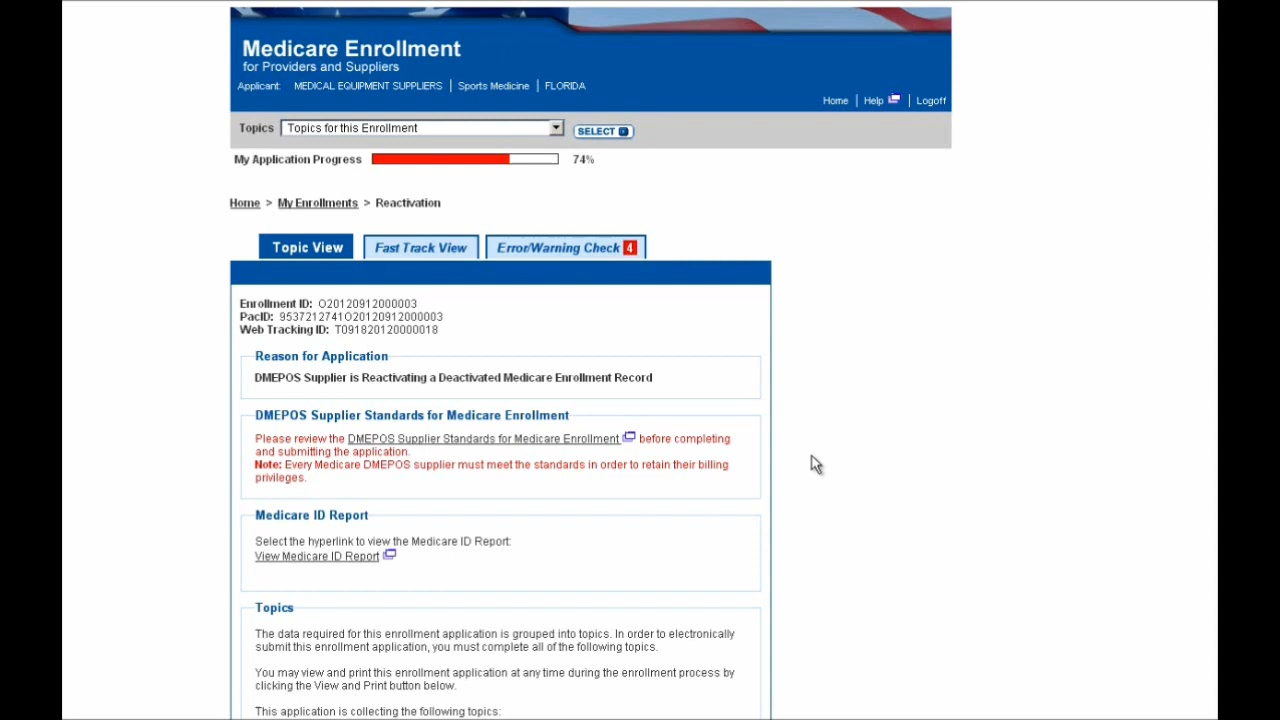 Medicare Enrollment
for Providers and Suppliers
Applicant: MEDICAL EQUIPMENT SUPPLIERS | Sports Medicine | FLORIDA
Home | Help | Logoff
Topics Topics for this Enrollment SELECT
My Application Progress 74%
Home > My Enrollments > Reactivation
Topic View Fast Track View Error/Warning Check 4
Enrollment ID: O20120912000003
PacID: 9537212741O20120912000003
Web Tracking ID: T091820120000018
Reason for Application
DMEPOS Supplier is Reactivating a Deactivated Medicare Enrollment Record
DMEPOS Supplier Standards for Medicare Enrollment
Please review the DMEPOS Supplier Standards for Medicare Enrollment before completing
and submitting the application.
Note: Every Medicare DMEPOS supplier must meet the standards in order to retain their billing
privileges.
Medicare ID Report
Select the hyperlink to view the Medicare ID Report:
View Medicare ID Report
Topics
The data required for this enrollment application is grouped into topics. In order to electronically
submit this enrollment application, you must complete all of the following topics.
You may view and print this enrollment application at any time during the enrollment process by
clicking the View and Print button below.
This application is collecting the following topics: